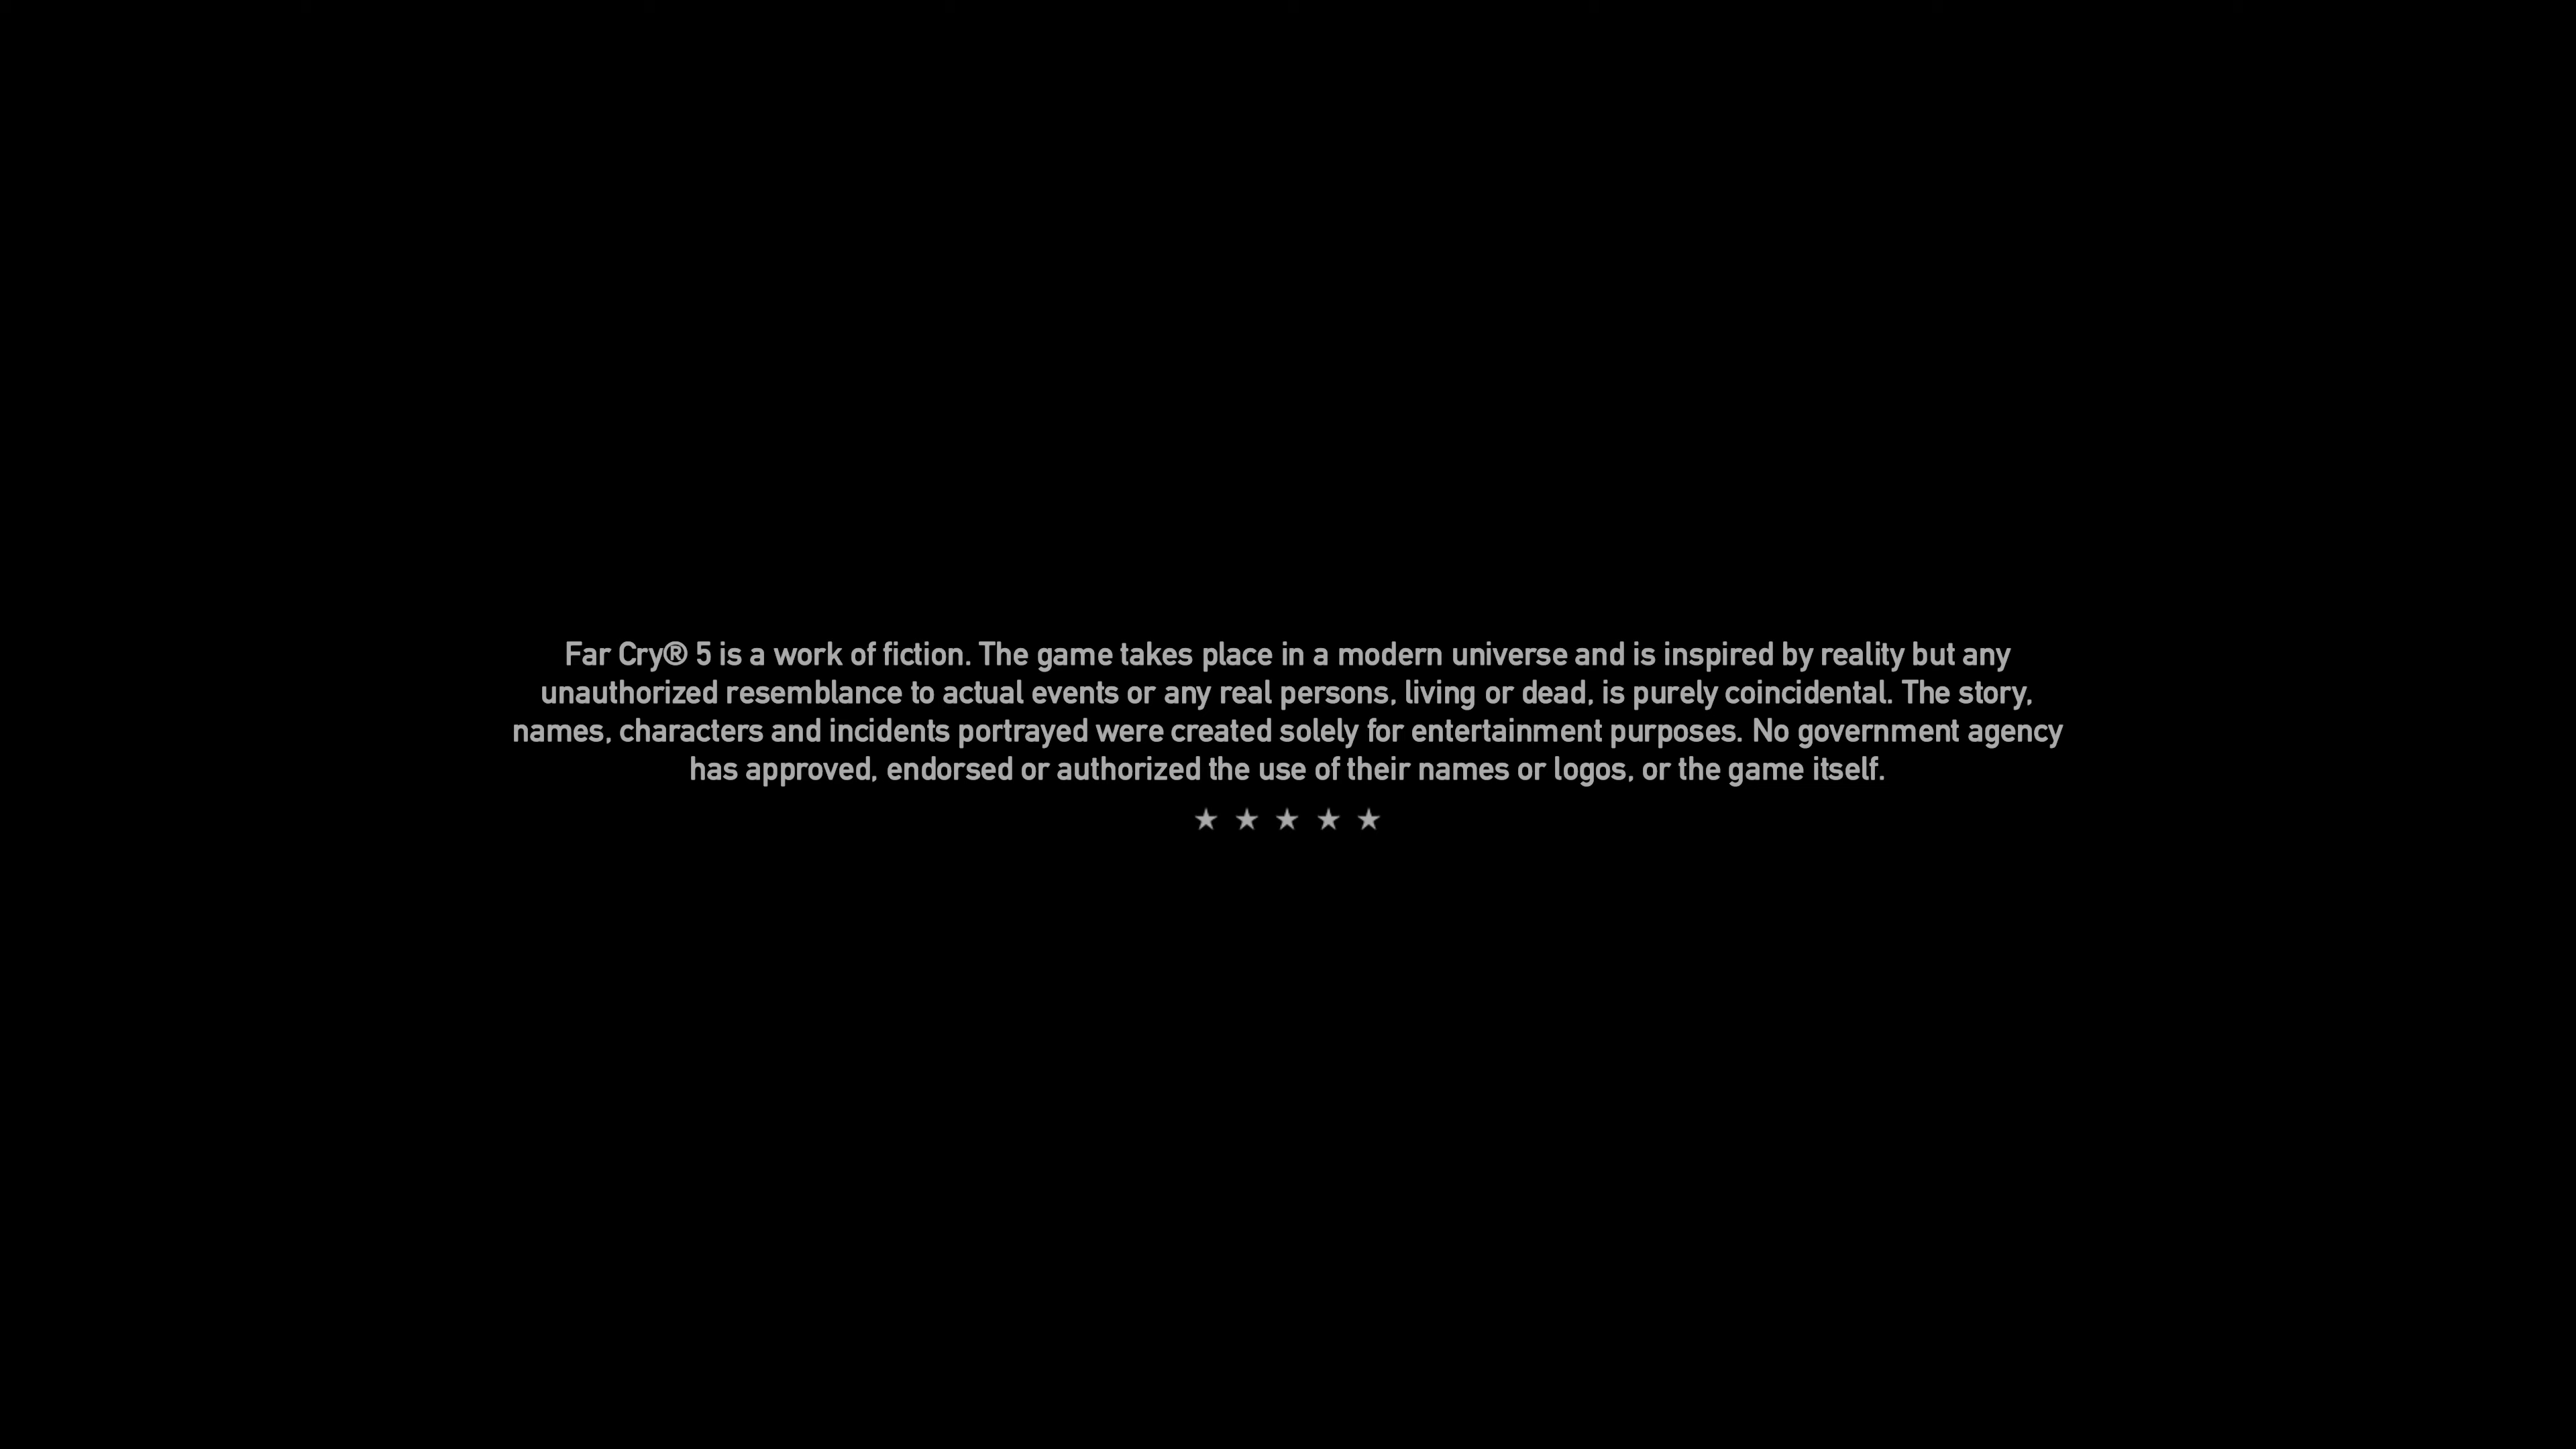 Far Cry® 5 is a work of fiction. The game takes place in a modern universe and is inspired by reality but any
unauthorized resemblance to actual events or any real persons, living or dead, is purely coincidental. The story,
names, characters and incidents portrayed were created solely for entertainment purposes. No government agency
has approved, endorsed or authorized the use of their names or logos, or the game itself.
★ ★ ★ ★ ★